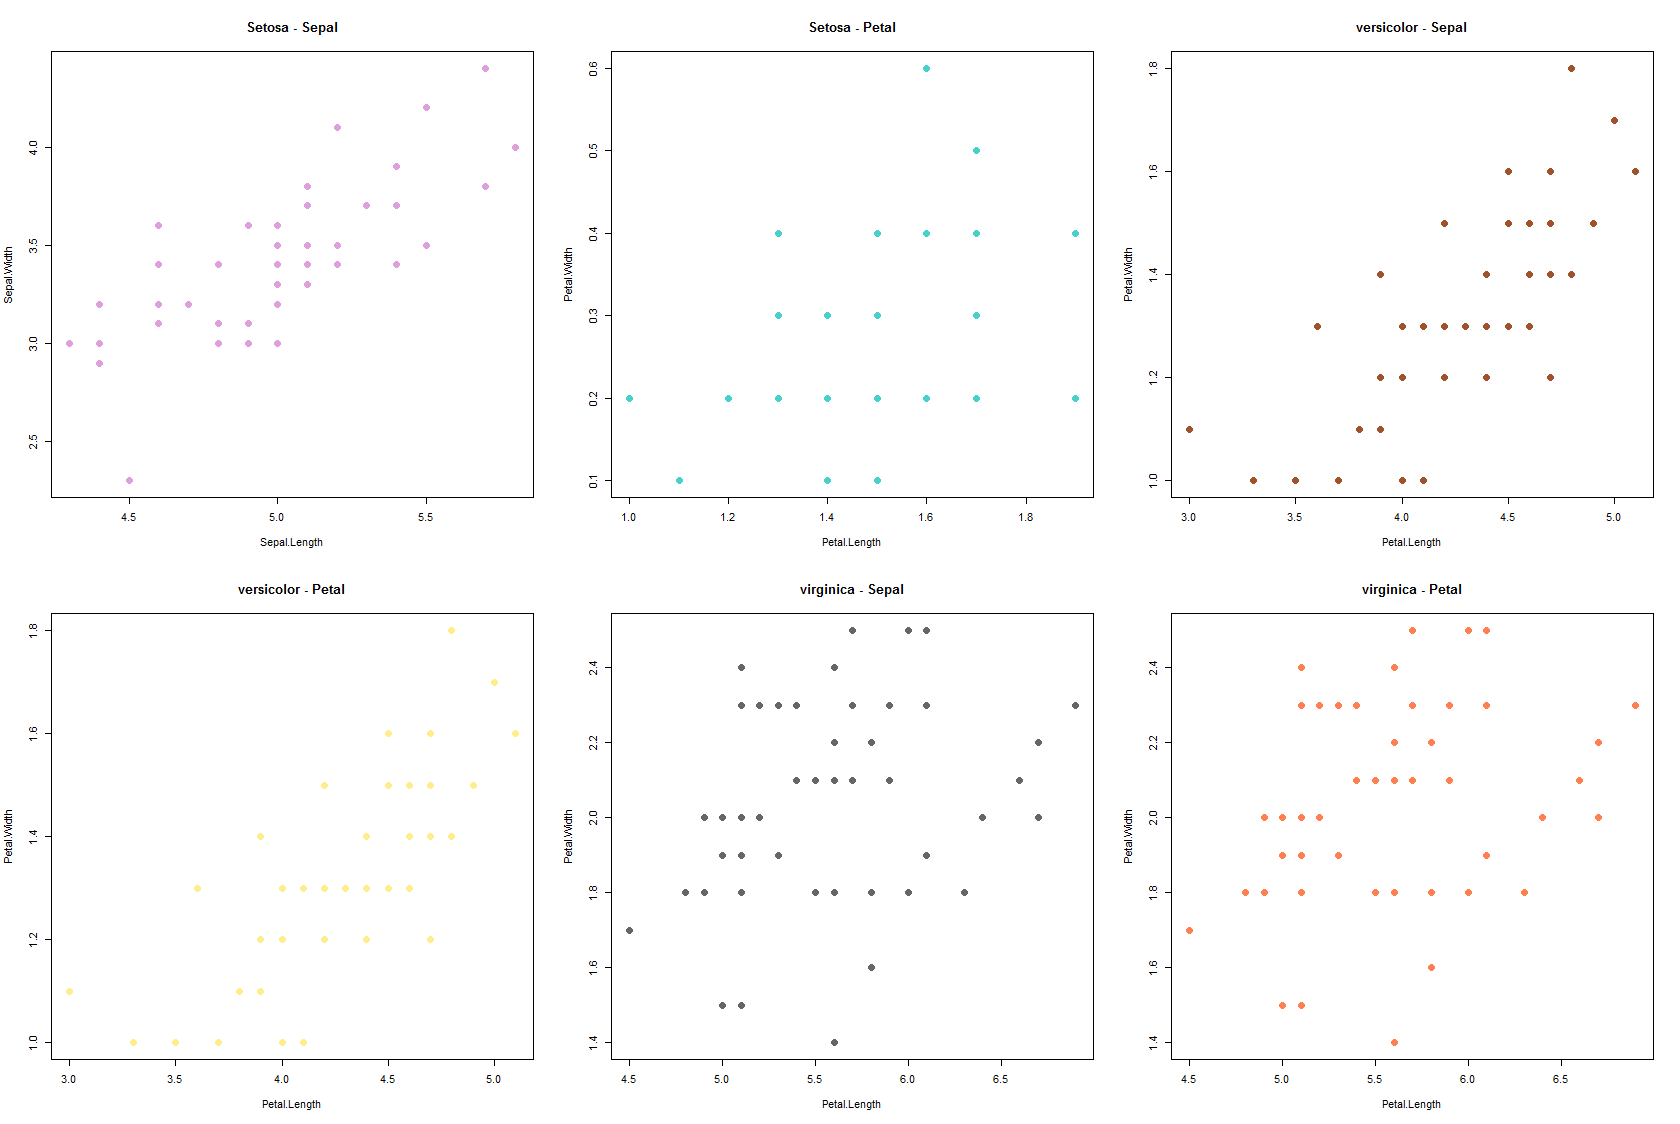 Setosa - Sepal
Sepal.Width
4.0
3.5
3.0
2.5
4.5 5.0 5.5
Sepal.Length
Setosa - Petal
Petal.Width
0.6
0.5
0.4
0.3
0.2
0.1
1.0 1.2 1.4 1.6 1.8
Petal.Length
versicolor - Sepal
Petal.Width
1.8
1.6
1.4
1.2
1.0
3.0 3.5 4.0 4.5 5.0
Petal.Length
versicolor - Petal
Petal.Width
1.8
1.6
1.4
1.2
1.0
3.0 3.5 4.0 4.5 5.0
Petal.Length
virginica - Sepal
Petal.Width
2.4
2.2
2.0
1.8
1.6
1.4
4.5 5.0 5.5 6.0 6.5
Petal.Length
virginica - Petal
Petal.Width
2.4
2.2
2.0
1.8
1.6
1.4
4.5 5.0 5.5 6.0 6.5
Petal.Length